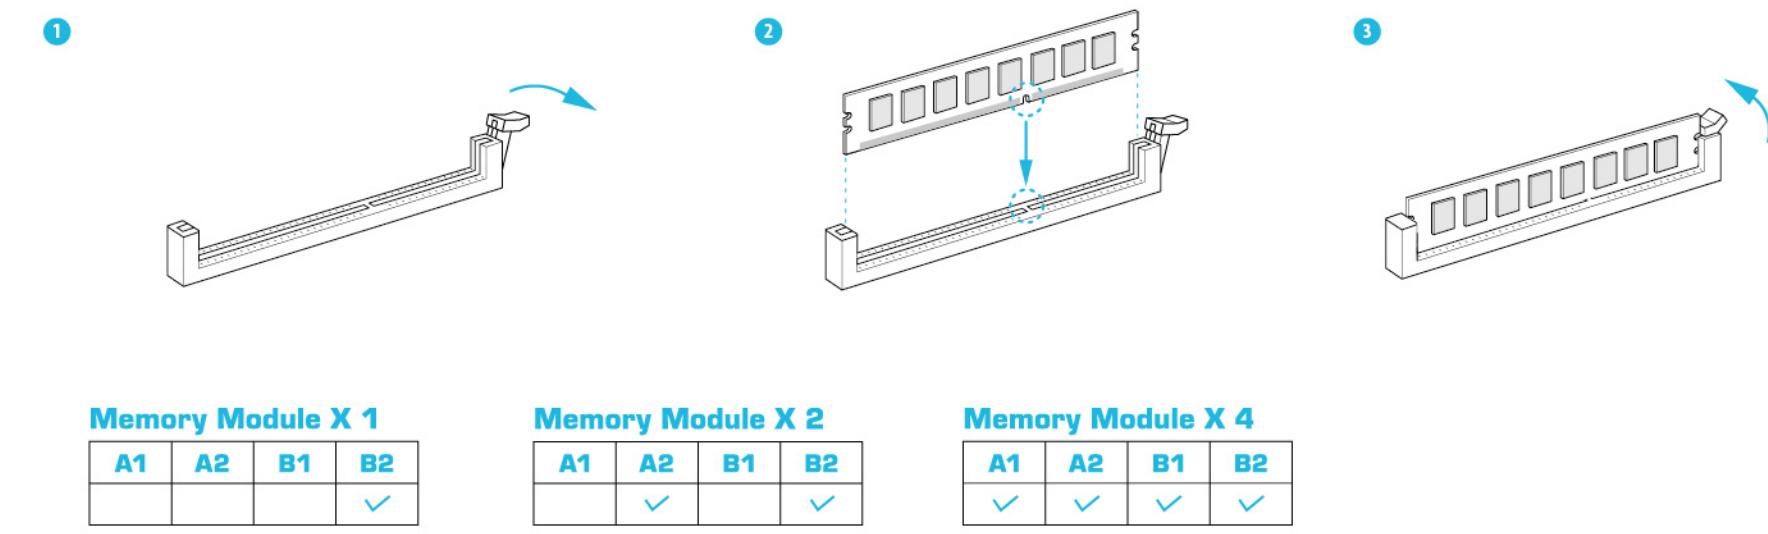 1
2
3
Memory Module X 1
A1 A2 B1 B2
✓
Memory Module X 2
A1 A2 B1 B2
✓ ✓
Memory Module X 4
A1 A2 B1 B2
✓ ✓ ✓ ✓